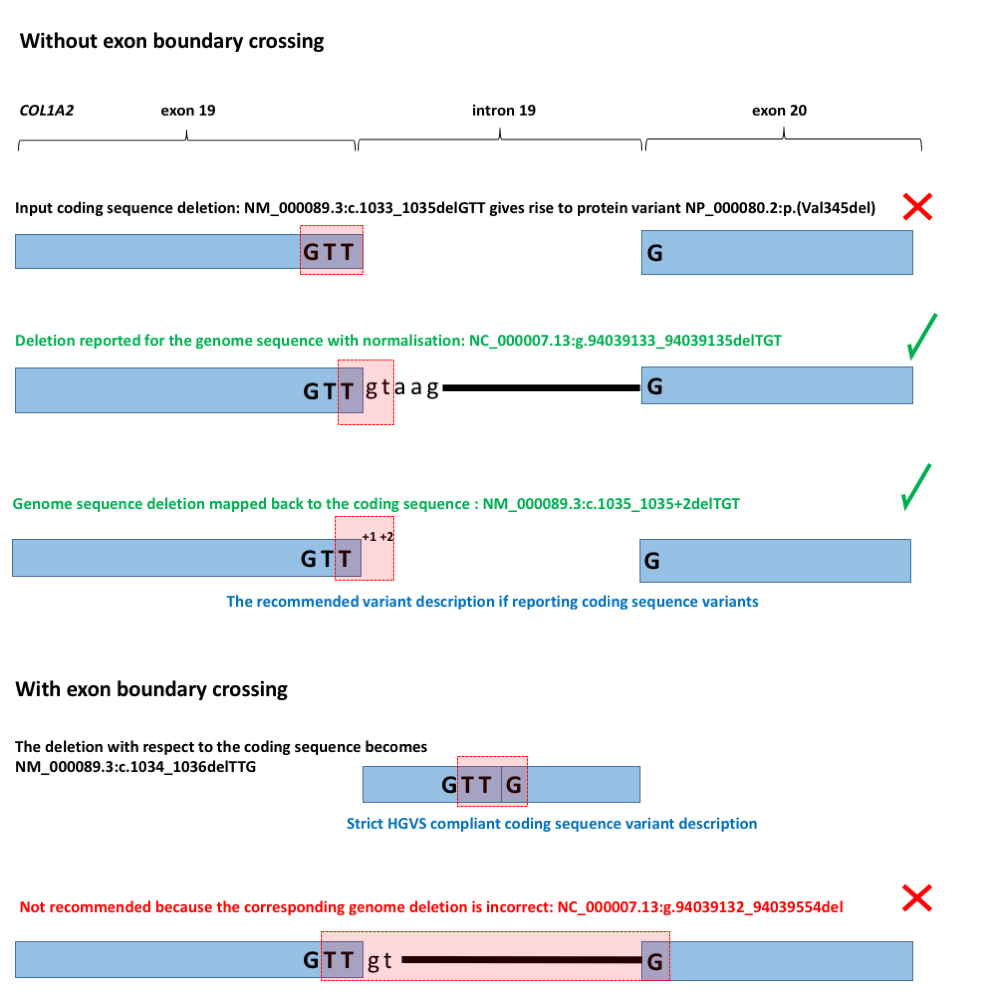 Without exon boundary crossing
COL1A2 exon 19 intron 19 exon 20
Input coding sequence deletion: NM_000089.3:c.1033_1035delGTT gives rise to protein variant NP_000080.2:p.(Val345del)
GTT G
Deletion reported for the genome sequence with normalisation: NC_000007.13:g.94039133_94039135delTGT
GTT gtaag G
Genome sequence deletion mapped back to the coding sequence : NM_000089.3:c.1035_1035+2delTGT
+1 +2
GTT G
The recommended variant description if reporting coding sequence variants
With exon boundary crossing
The deletion with respect to the coding sequence becomes
NM_000089.3:c.1034_1036delTTG
GTT G
Strict HGVS compliant coding sequence variant description
Not recommended because the corresponding genome deletion is incorrect: NC_000007.13:g.94039132_94039554del
GTT gt G